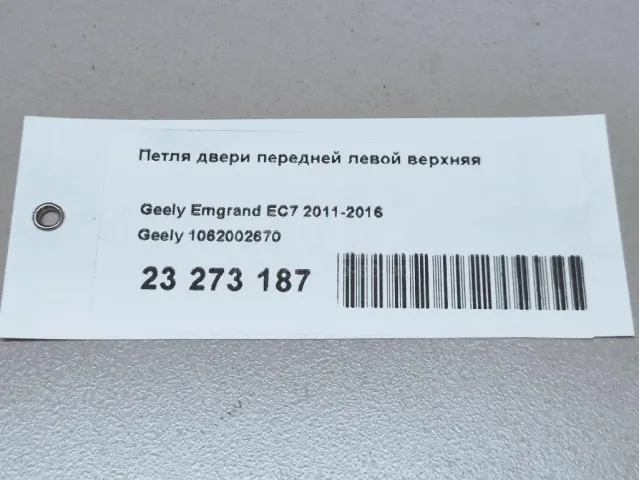 Петля двери передней левой верхняя
Geely Emgrand EC7 2011-2016
Geely 1062002670
23 273 187